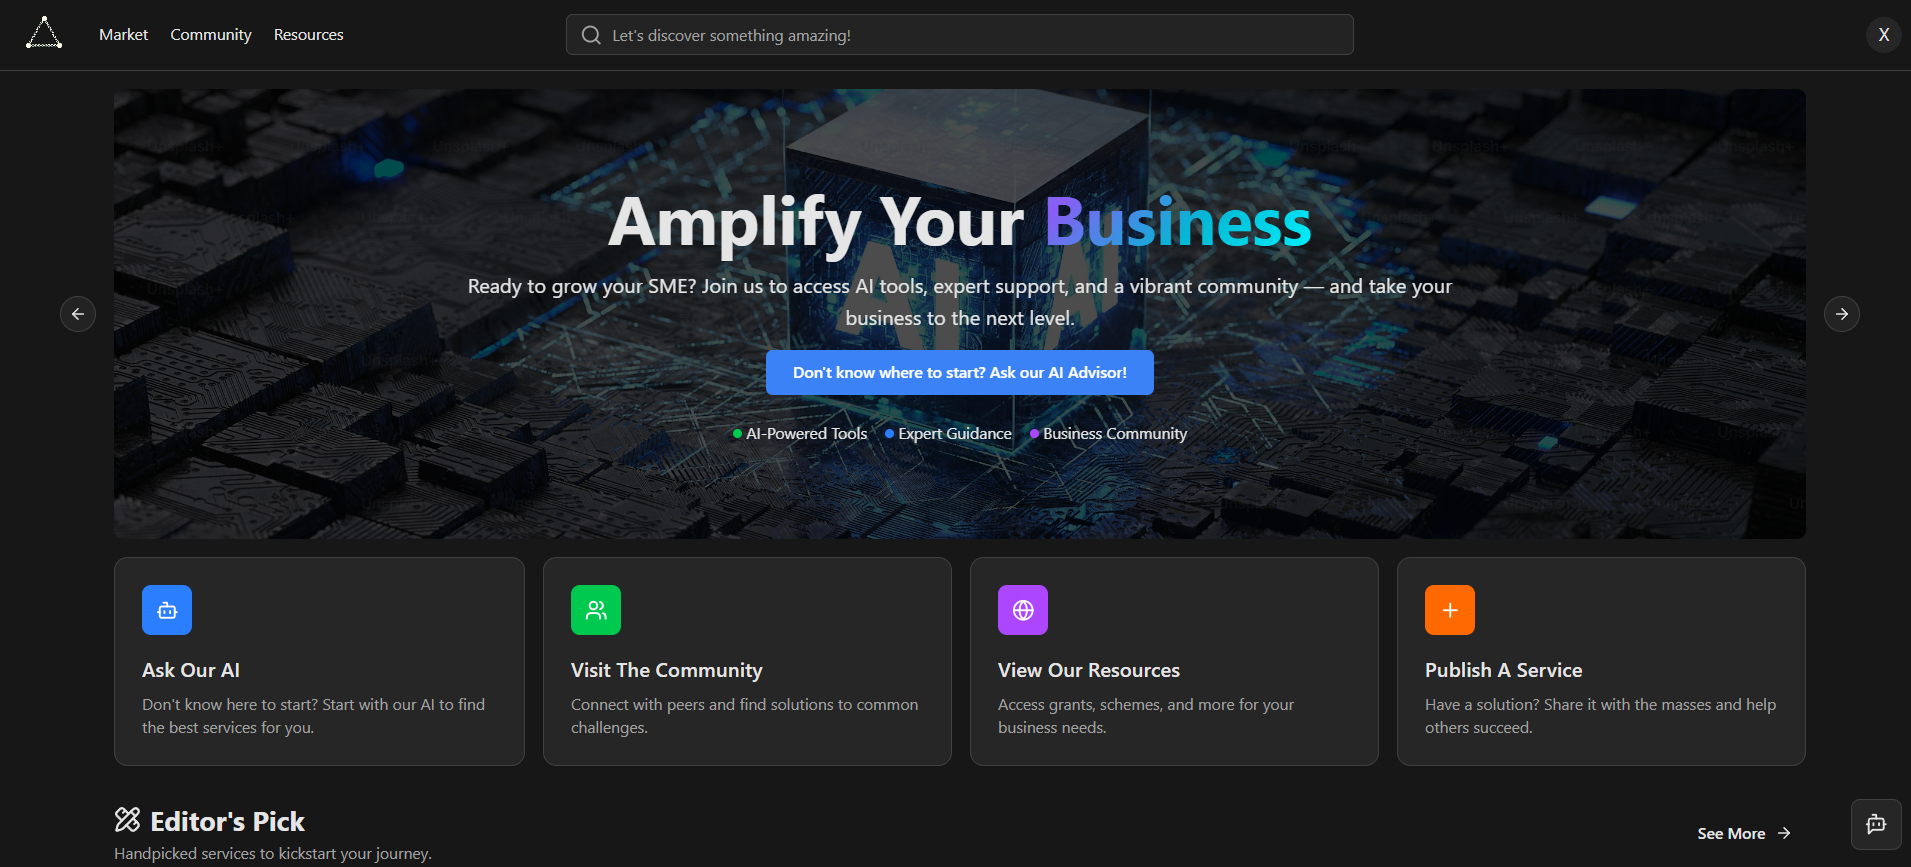 Market Community Resources
Let's discover something amazing!
X
Amplify Your Business
Ready to grow your SME? Join us to access AI tools, expert support, and a vibrant community — and take your
business to the next level.
Don't know where to start? Ask our AI Advisor!
AI-Powered Tools Expert Guidance Business Community
Ask Our AI
Don't know here to start? Start with our AI to find
the best services for you.
Visit The Community
Connect with peers and find solutions to common
challenges.
View Our Resources
Access grants, schemes, and more for your
business needs.
Publish A Service
Have a solution? Share it with the masses and help
others succeed.
Editor's Pick
Handpicked services to kickstart your journey.
See More